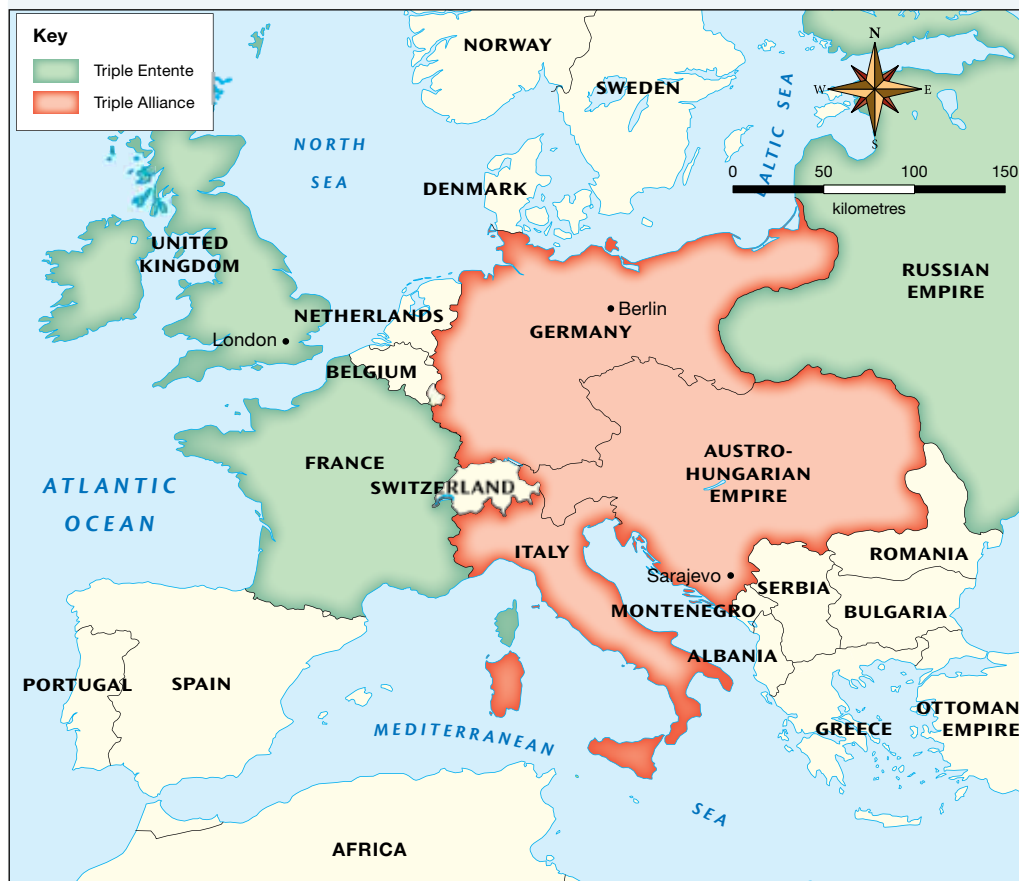 Key
Triple Entente
Triple Alliance
NORWAY
SWEDEN
N
W
E
S
NORTH
SEA
BALTIC SEA
0
50
100
150
kilometres
DENMARK
UNITED
KINGDOM
RUSSIAN
EMPIRE
NETHERLANDS
Berlin
GERMANY
London
BELGIUM
FRANCE
SWITZERLAND
AUSTRO-
HUNGARIAN
EMPIRE
ATLANTIC
OCEAN
ITALY
ROMANIA
Sarajevo
SERBIA
MONTENEGRO
BULGARIA
ALBANIA
PORTUGAL
SPAIN
OTTOMAN
EMPIRE
GREECE
MEDITERRANEAN
SEA
AFRICA